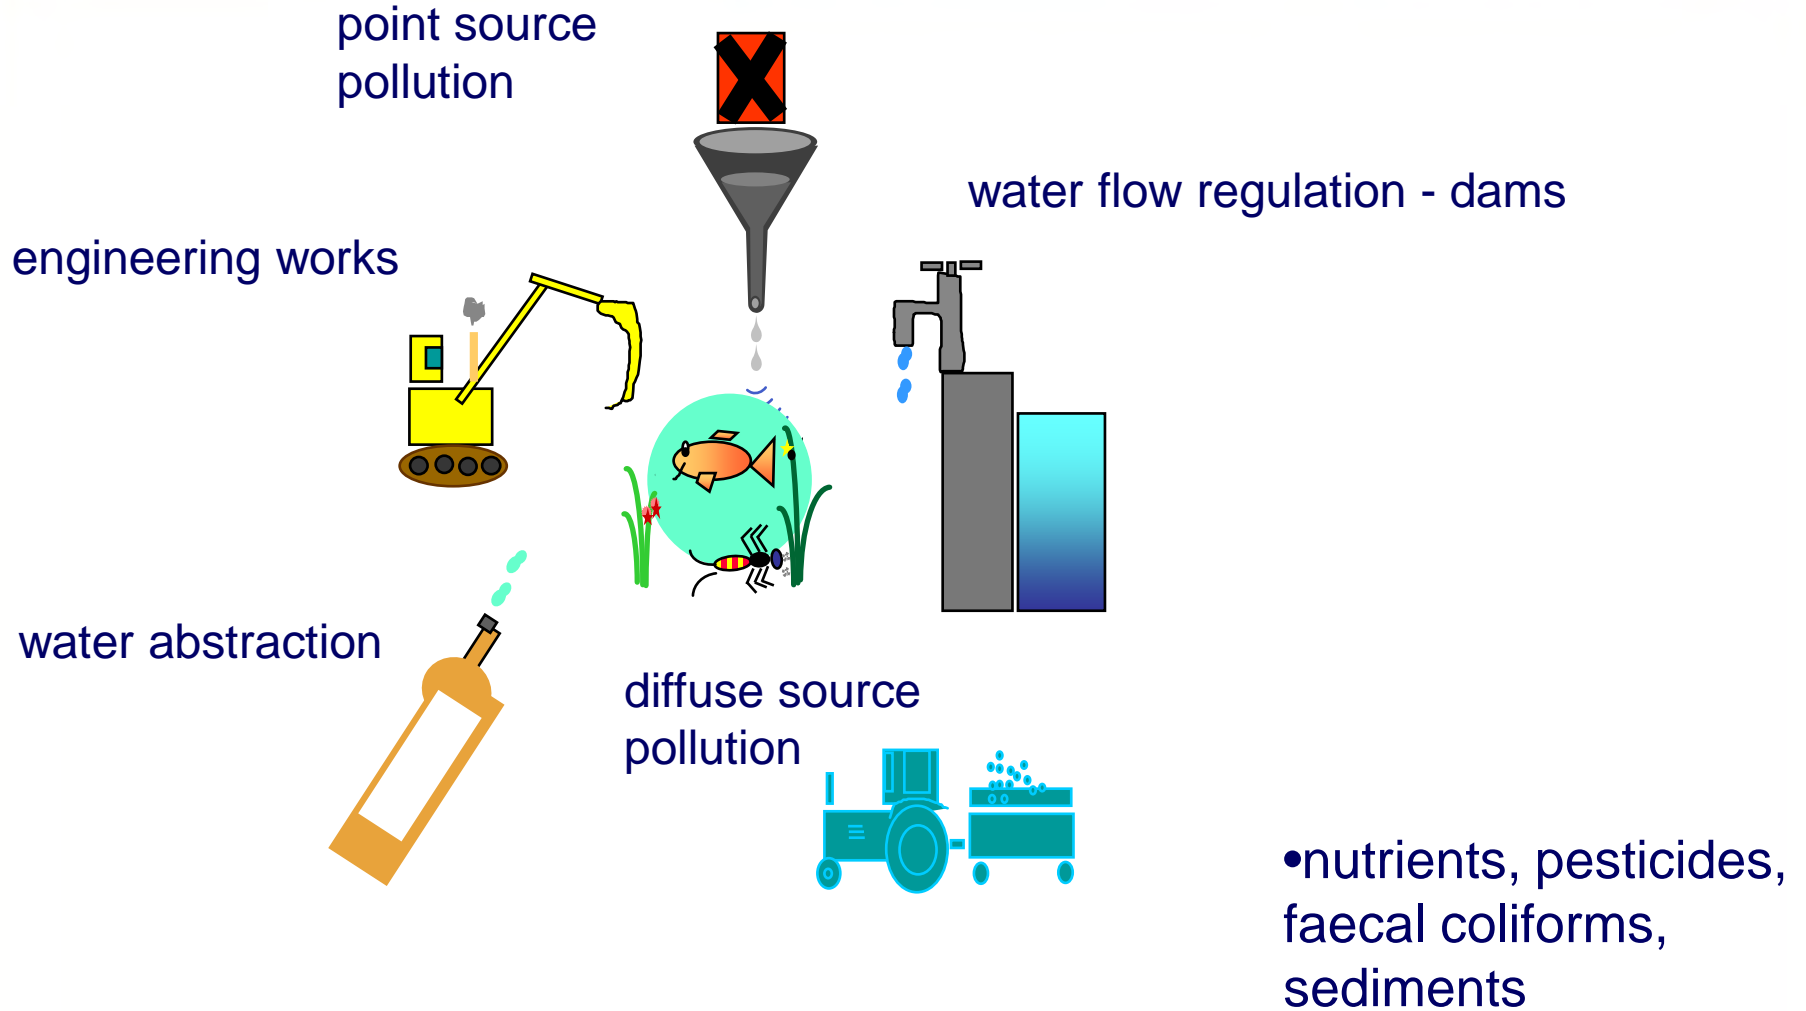 point source
pollution
water flow regulation - dams
engineering works
water abstraction
diffuse source
pollution
•nutrients, pesticides,
faecal coliforms,
sediments